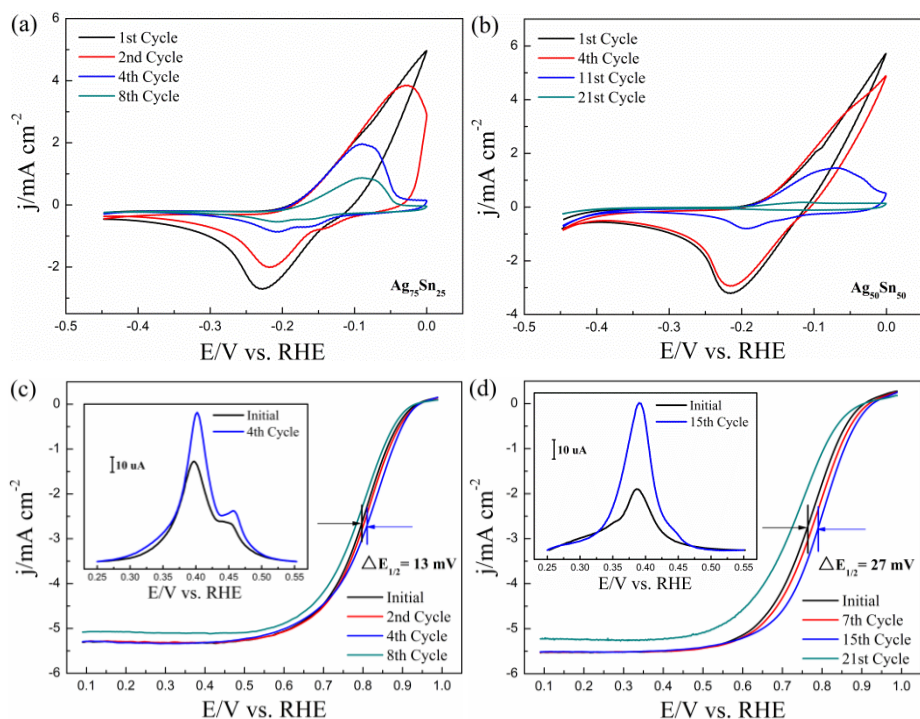 (a)
j/mA cm⁻²
6
4
2
0
-2
1st Cycle
2nd Cycle
4th Cycle
8th Cycle
Ag₇₅Sn₂₅
-0.5 -0.4 -0.3 -0.2 -0.1 0.0
E/V vs. RHE
(b)
j/mA cm⁻²
6
4
2
0
-2
-4
1st Cycle
4th Cycle
11st Cycle
21st Cycle
Ag₅₀Sn₅₀
-0.5 -0.4 -0.3 -0.2 -0.1 0.0
E/V vs. RHE
(c)
j/mA cm⁻²
0
-1
-2
-3
-4
-5
-6
Initial
4th Cycle
10 uA
0.25 0.30 0.35 0.40 0.45 0.50 0.55
E/V vs. RHE
△E₁/₂= 13 mV
Initial
2nd Cycle
4th Cycle
8th Cycle
0.1 0.2 0.3 0.4 0.5 0.6 0.7 0.8 0.9 1.0
E/V vs. RHE
(d)
j/mA cm⁻²
0
-1
-2
-3
-4
-5
-6
Initial
15th Cycle
10 uA
0.25 0.30 0.35 0.40 0.45 0.50 0.55
E/V vs. RHE
△E₁/₂= 27 mV
Initial
7th Cycle
15th Cycle
21st Cycle
0.1 0.2 0.3 0.4 0.5 0.6 0.7 0.8 0.9 1.0
E/V vs. RHE